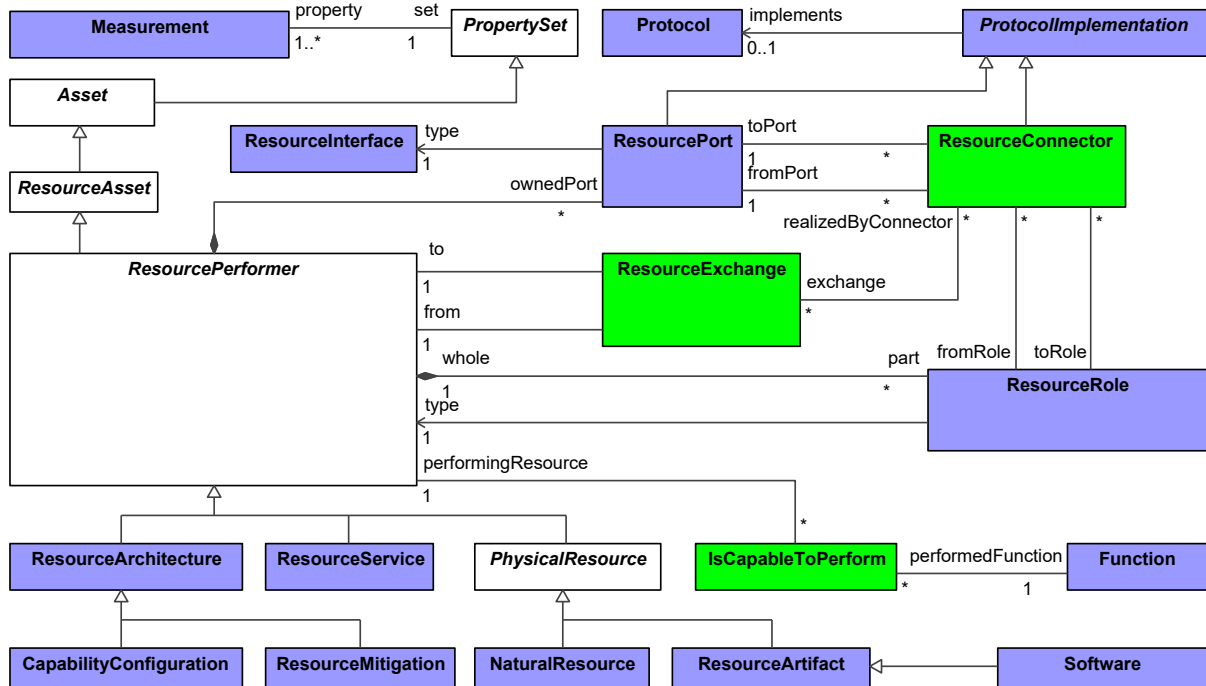 property
set
Measurement
1..*
1
PropertySet
Protocol
implements
0..1
ProtocolImplementation
Asset
ResourceInterface
type
1
ResourcePort
toPort
1
*
fromPort
1
*
ResourceConnector
ResourceAsset
ownedPort
*
realizedByConnector
*
*
*
ResourcePerformer
to
1
ResourceExchange
exchange
*
from
1
whole
1
part
*
fromRole
toRole
ResourceRole
type
1
performingResource
1
*
ResourceArchitecture
ResourceService
PhysicalResource
IsCapableToPerform
performedFunction
*
1
Function
CapabilityConfiguration
ResourceMitigation
NaturalResource
ResourceArtifact
Software